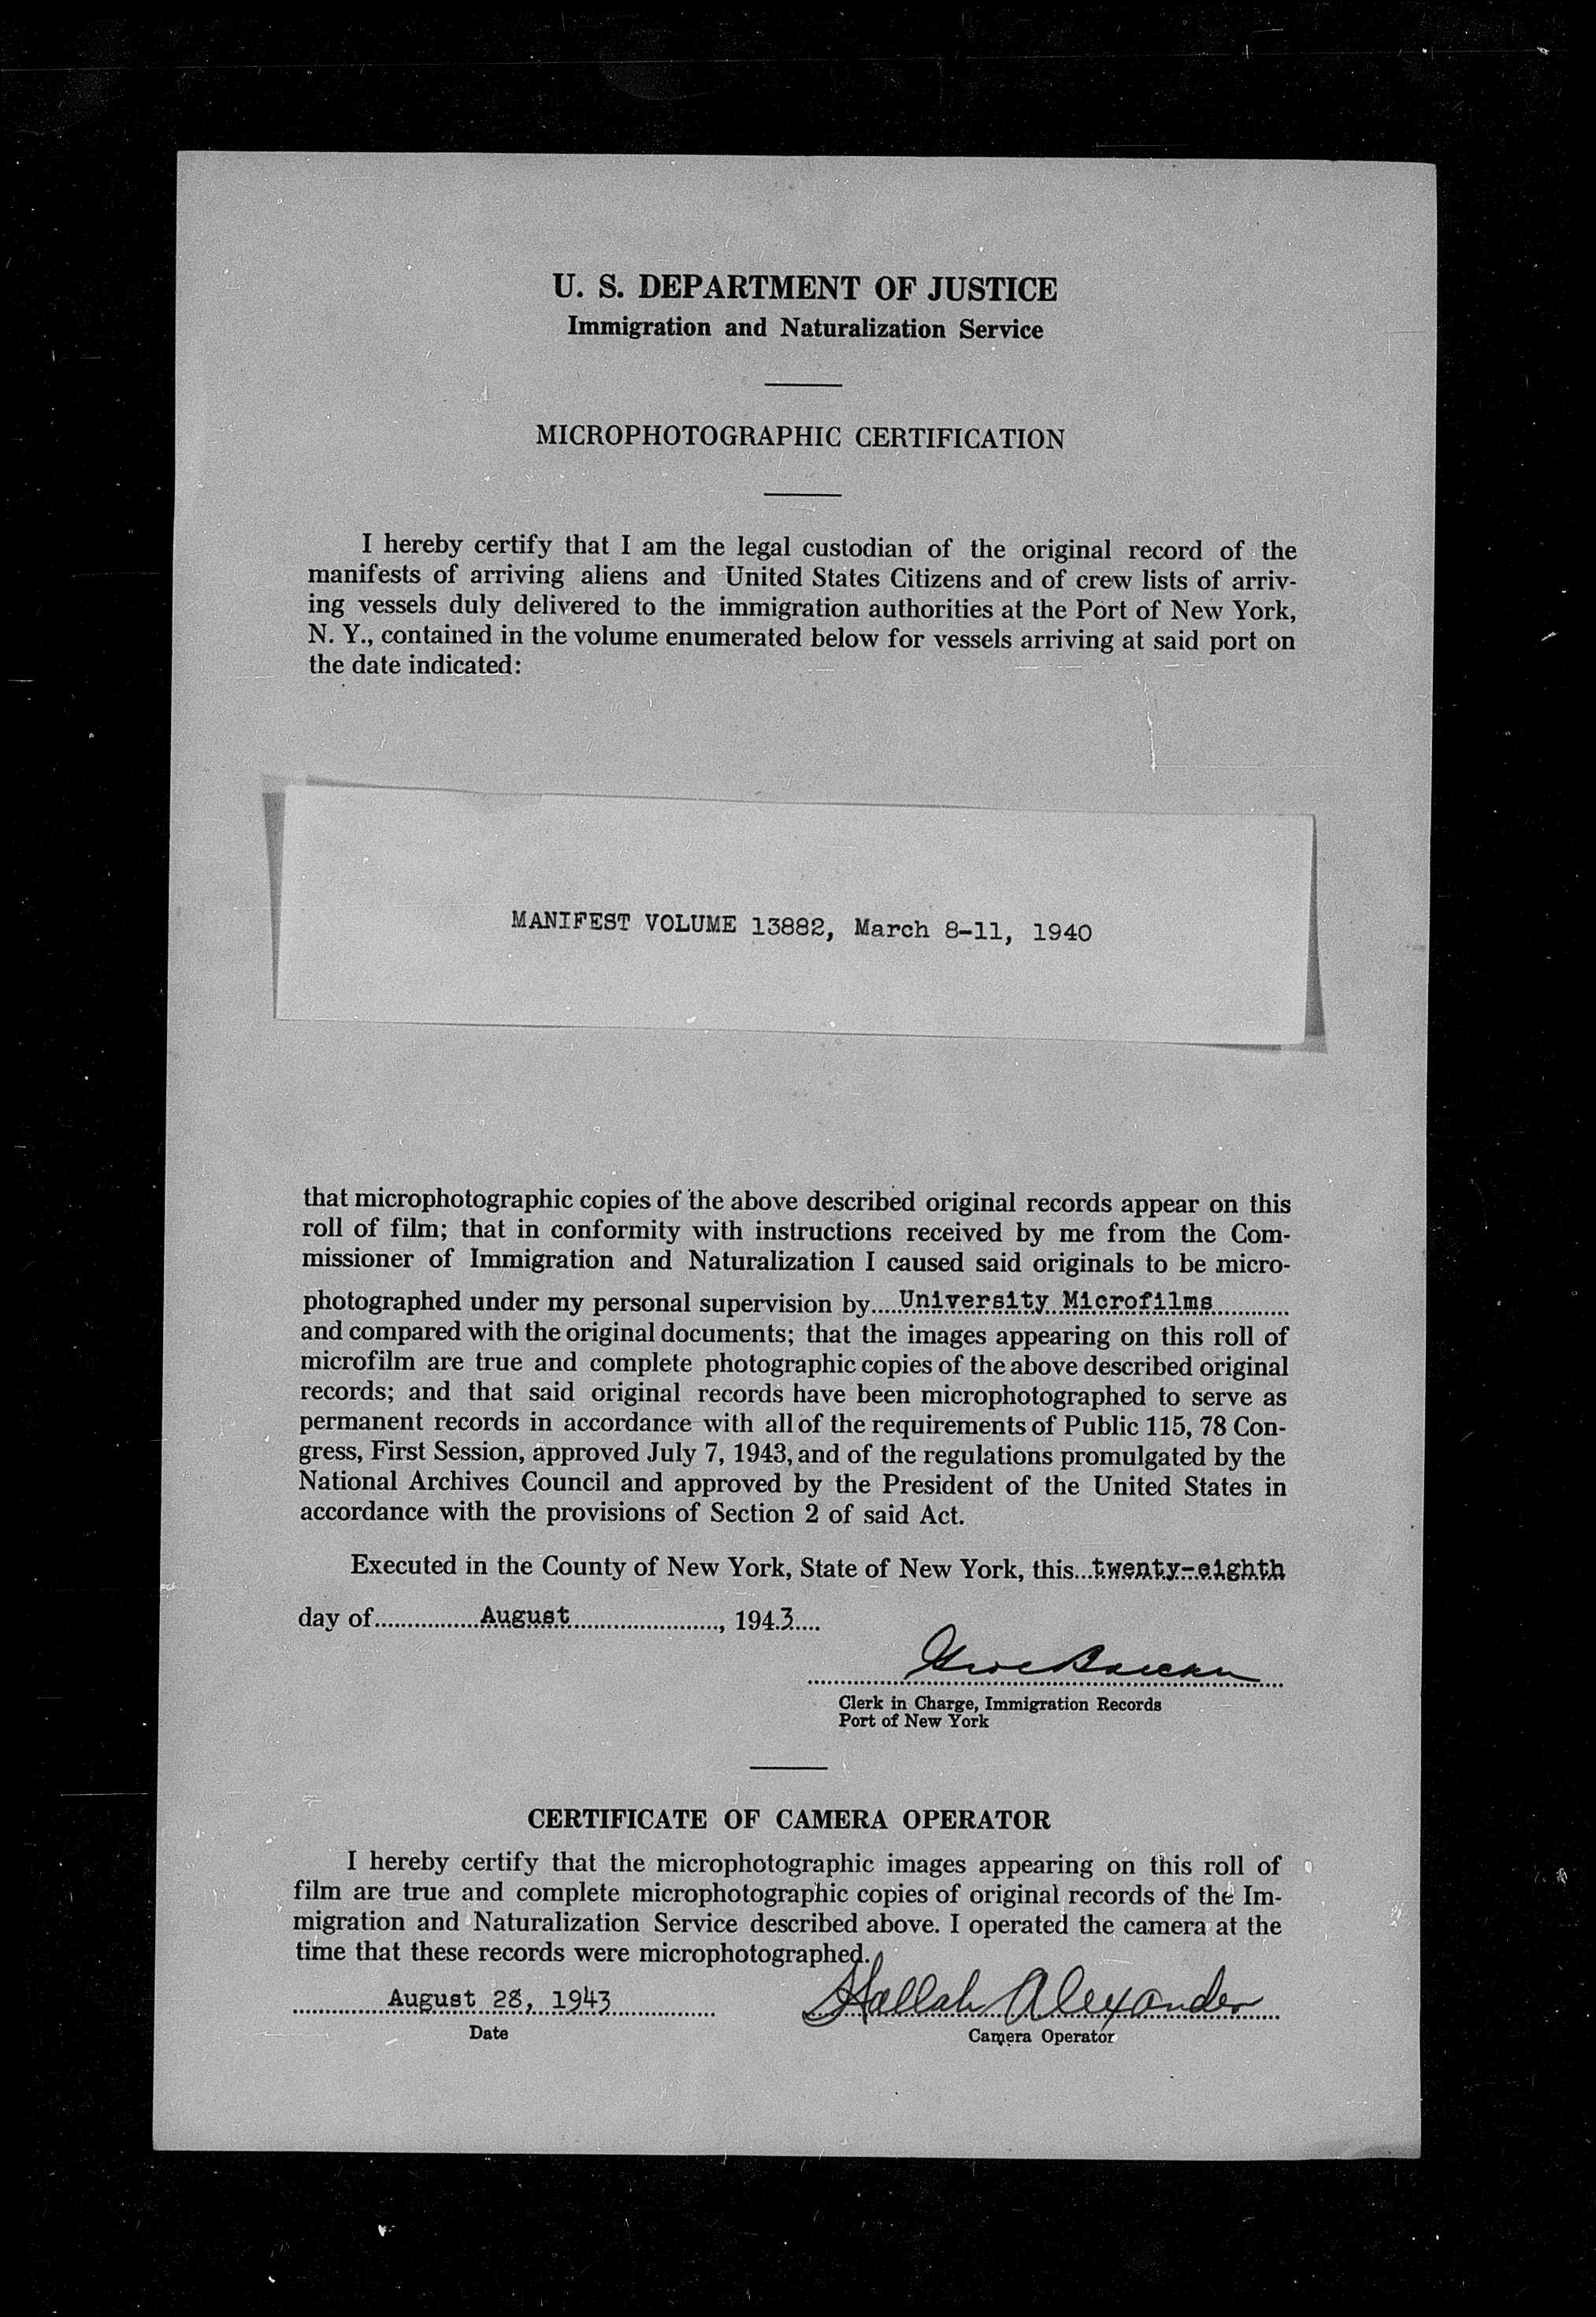 U. S. DEPARTMENT OF JUSTICE
Immigration and Naturalization Service
MICROPHOTOGRAPHIC CERTIFICATION
I hereby certify that I am the legal custodian of the original record of the
manifests of arriving aliens and United States Citizens and of crew lists of arriv-
ing vessels duly delivered to the immigration authorities at the Port of New York,
N. Y., contained in the volume enumerated below for vessels arriving at said port on
the date indicated:
MANIFEST VOLUME 13882, March 8-11, 1940
that microphotographic copies of the above described original records appear on this
roll of film; that in conformity with instructions received by me from the Com-
missioner of Immigration and Naturalization I caused said originals to be micro-
photographed under my personal supervision by....University Microfilms............
and compared with the original documents; that the images appearing on this roll of
microfilm are true and complete photographic copies of the above described original
records; and that said original records have been microphotographed to serve as
permanent records in accordance with all of the requirements of Public 115, 78 Con-
gress, First Session, approved July 7, 1943, and of the regulations promulgated by the
National Archives Council and approved by the President of the United States in
accordance with the provisions of Section 2 of said Act.
Executed in the County of New York, State of New York, this...twenty-eighth
day of................August......................, 1943....
Clerk in Charge, Immigration Records
Port of New York
CERTIFICATE OF CAMERA OPERATOR
I hereby certify that the microphotographic images appearing on this roll of
film are true and complete microphotographic copies of original records of the Im-
migration and Naturalization Service described above. I operated the camera at the
time that these records were microphotographed.
August 28, 1943 Hallah Alexander
Date Camera Operator